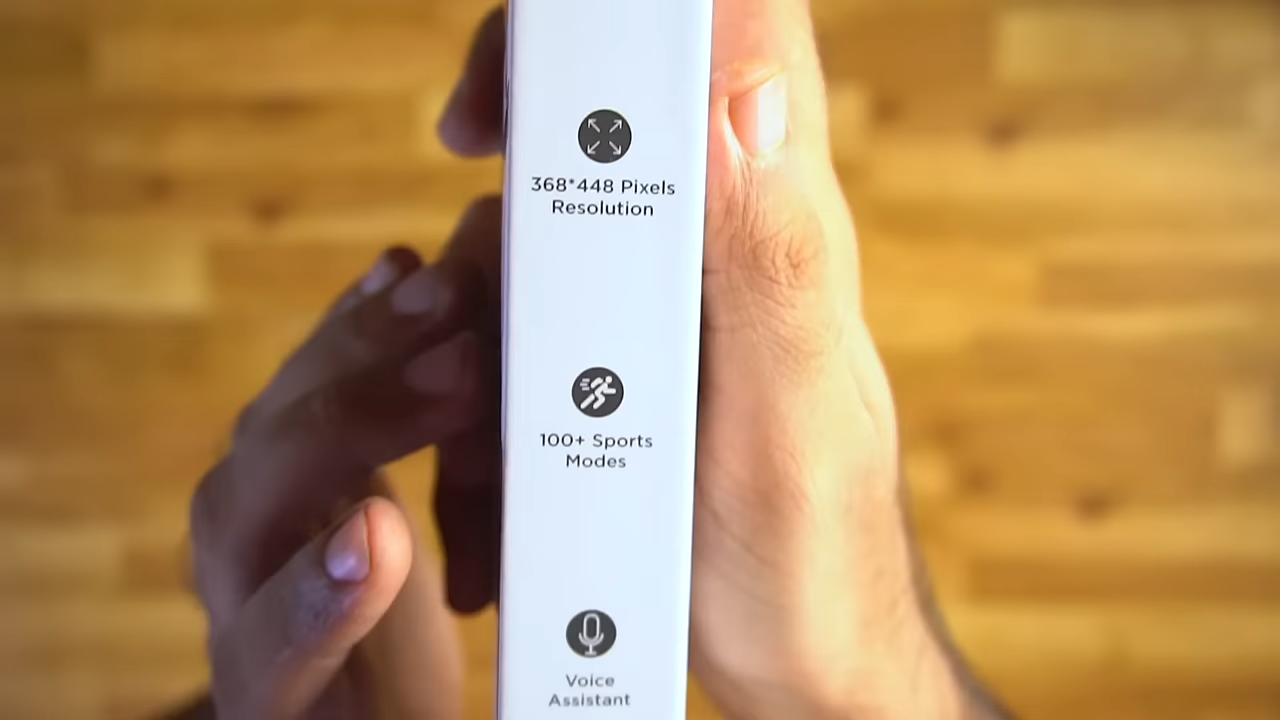 368*448 Pixels
Resolution
100+ Sports
Modes
Voice
Assistant